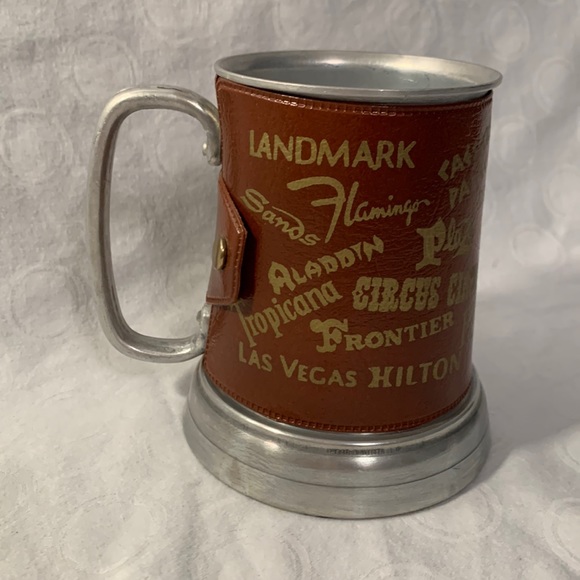 LANDMARK
Flamingo
Sands
ALADDIN
CIRCUS
Tropicana
FRONTIER
LAS VEGAS HILTON